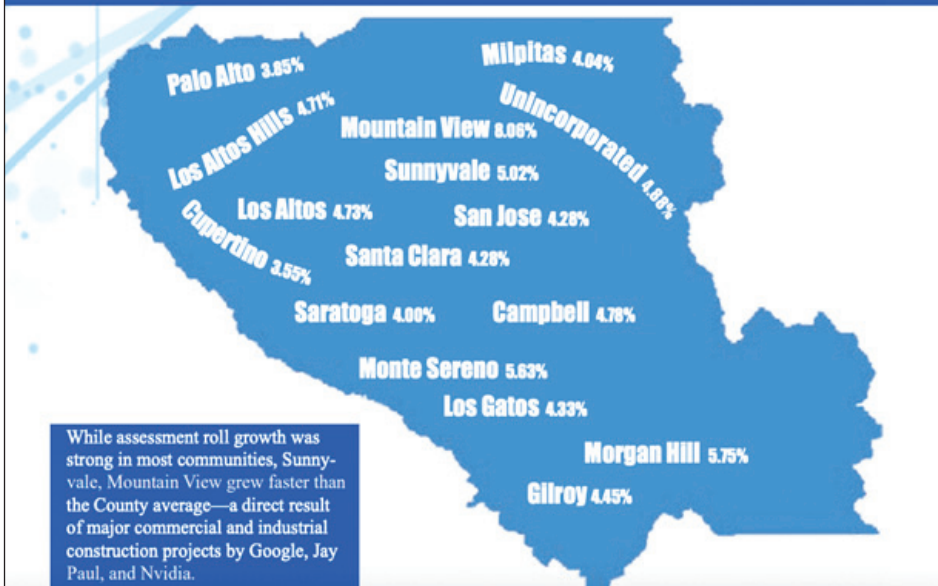 Palo Alto 3.85%
Milpitas 4.04%
Los Altos Hills 4.71%
Unincorporated 4.88%
Mountain View 8.06%
Sunnyvale 5.02%
Los Altos 4.73%
San Jose 4.28%
Cupertino 3.55%
Santa Clara 4.28%
Saratoga 4.00%
Campbell 4.78%
Monte Sereno 5.63%
Los Gatos 4.33%
Morgan Hill 5.75%
Gilroy 4.45%
While assessment roll growth was
strong in most communities, Sunny-
vale, Mountain View grew faster than
the County average—a direct result
of major commercial and industrial
construction projects by Google, Jay
Paul, and Nvidia.